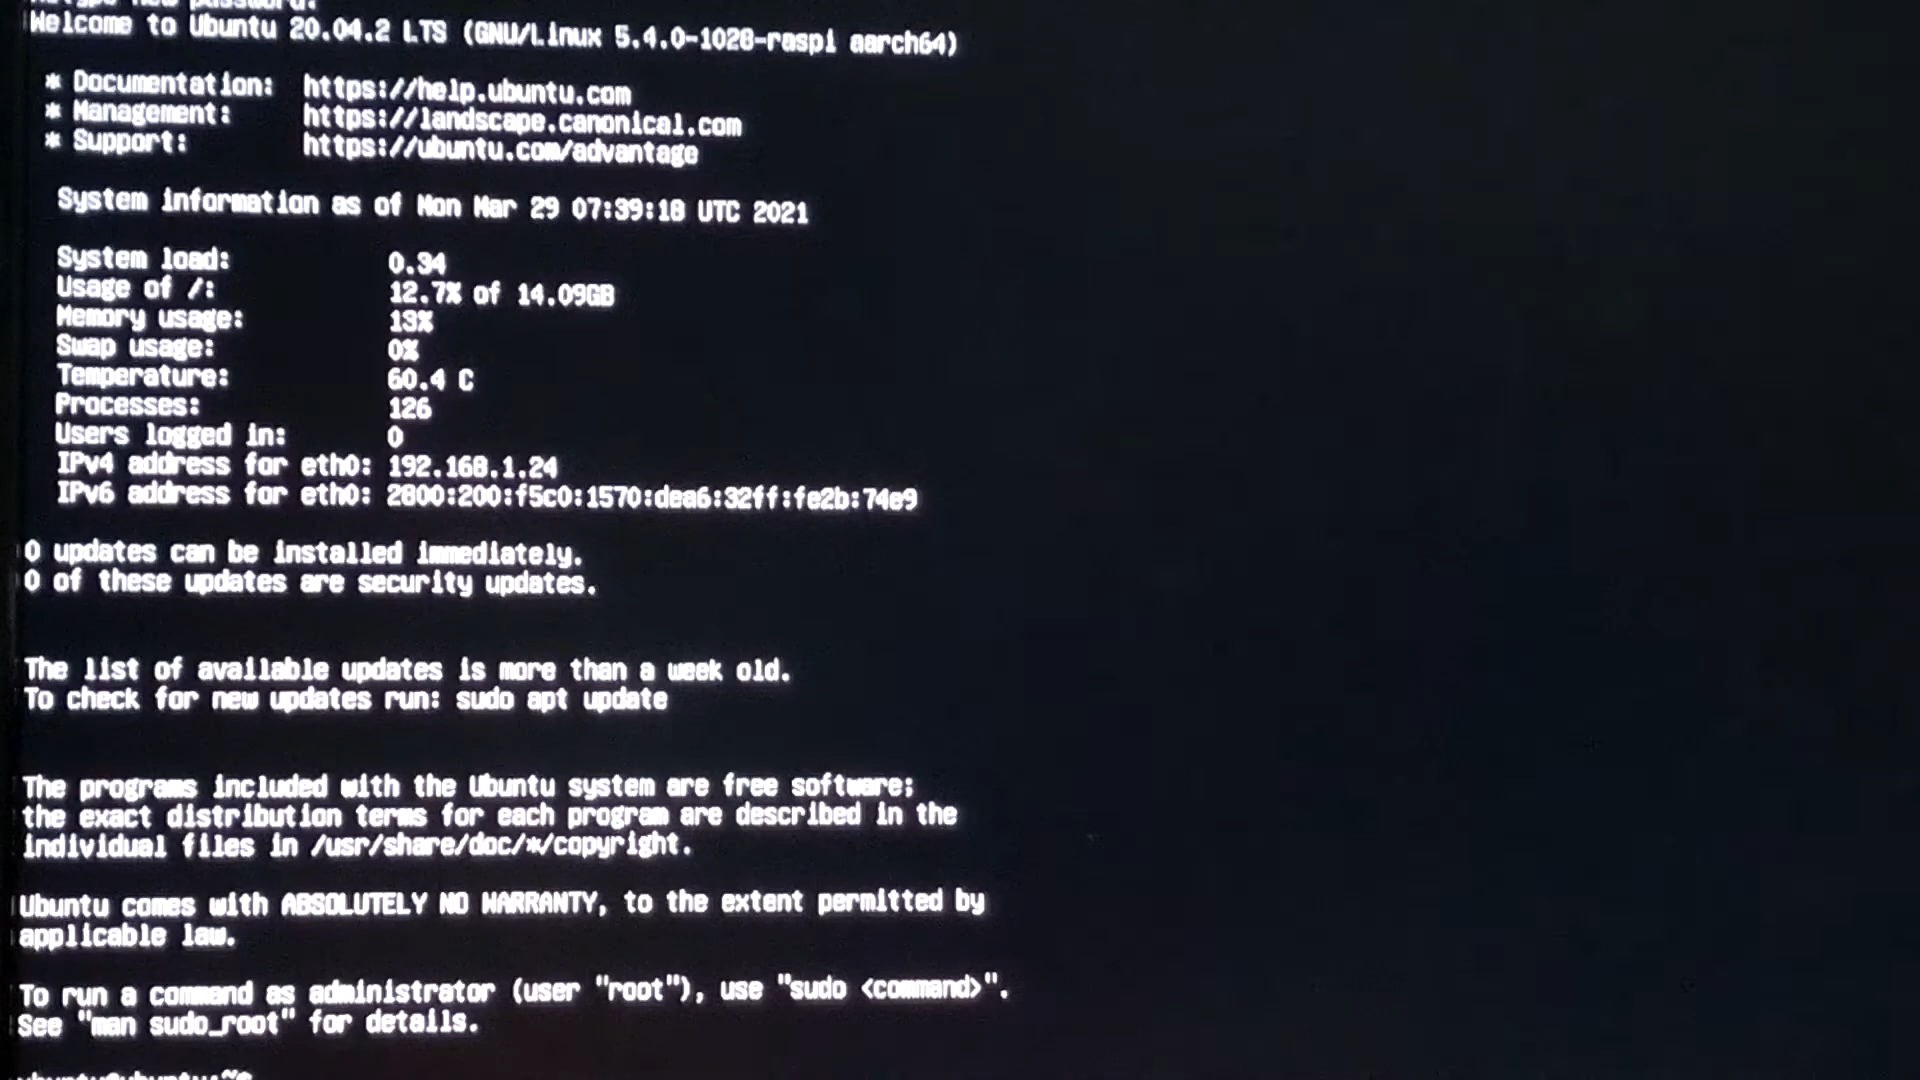 Retype new password:
Welcome to Ubuntu 20.04.2 LTS (GNU/Linux 5.4.0-1028-raspi aarch64)
* Documentation: https://help.ubuntu.com
* Management: https://landscape.canonical.com
* Support: https://ubuntu.com/advantage
System information as of Mon Mar 29 07:39:18 UTC 2021
System load: 0.34
Usage of /: 12.7% of 14.09GB
Memory usage: 13%
Swap usage: 0%
Temperature: 60.4 C
Processes: 126
Users logged in: 0
IPv4 address for eth0: 192.168.1.24
IPv6 address for eth0: 2800:200:f5c0:1570:dea6:32ff:fe2b:74e9
0 updates can be installed immediately.
0 of these updates are security updates.
The list of available updates is more than a week old.
To check for new updates run: sudo apt update
The programs included with the Ubuntu system are free software;
the exact distribution terms for each program are described in the
individual files in /usr/share/doc/*/copyright.
Ubuntu comes with ABSOLUTELY NO WARRANTY, to the extent permitted by
applicable law.
To run a command as administrator (user "root"), use "sudo <command>".
See "man sudo_root" for details.
ubuntu@ubuntu:~$